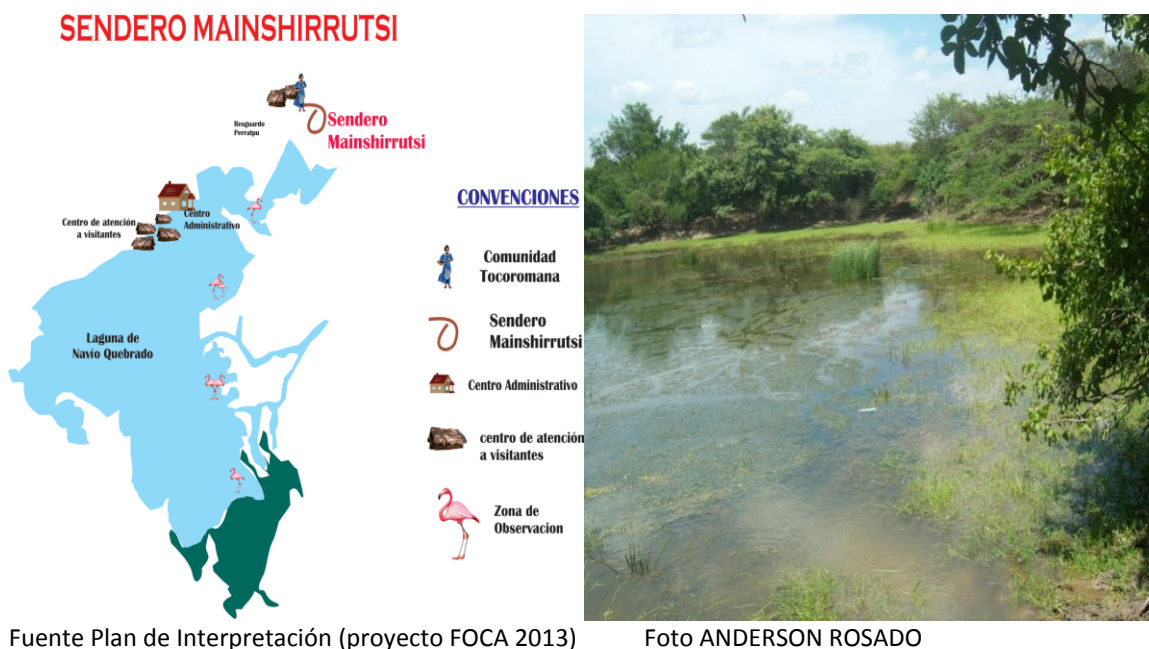 SENDERO MAINSHIRRUTSI
Resguardo
Perratpu
Sendero
Mainshirrutsi
Centro de atención
a visitantes
Centro
Administrativo
Laguna de
Navío Quebrado
CONVENCIONES
Comunidad
Tocoromana
Sendero
Mainshirrutsi
Centro Administrativo
centro de atención
a visitantes
Zona de
Observacion
Fuente Plan de Interpretación (proyecto FOCA 2013)
Foto ANDERSON ROSADO